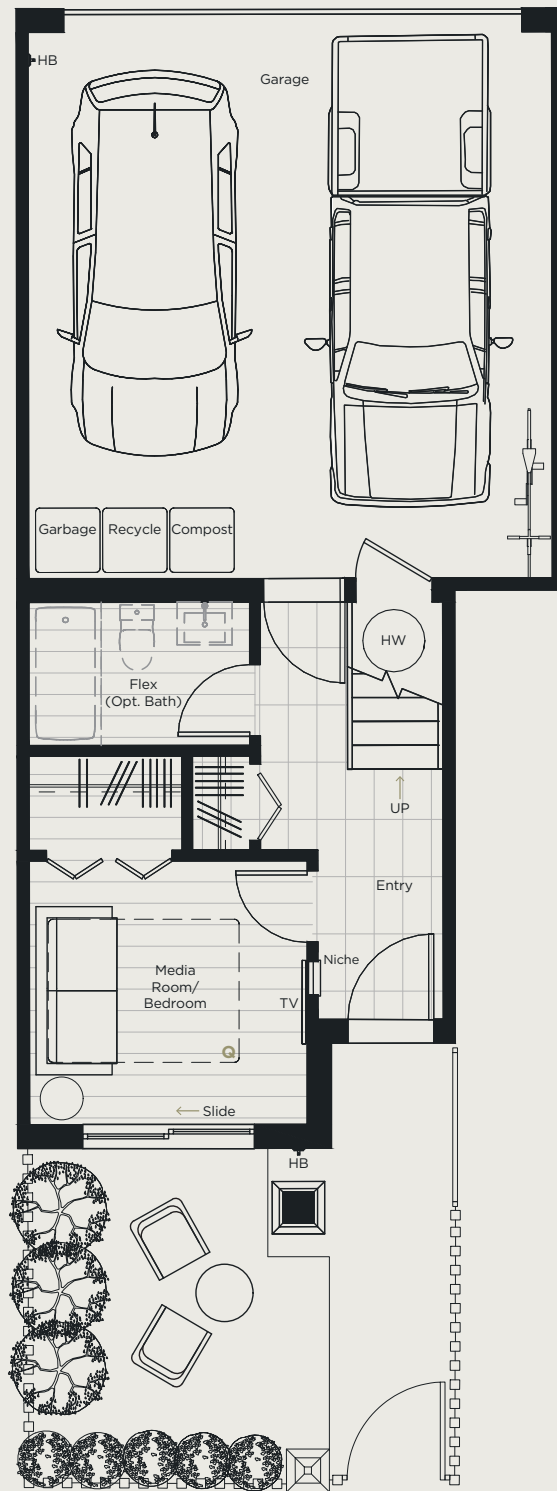 HB
Garage
Garbage
Recycle
Compost
HW
Flex
(Opt. Bath)
UP
Entry
Niche
Media
Room/
Bedroom
TV
Q
Slide
HB